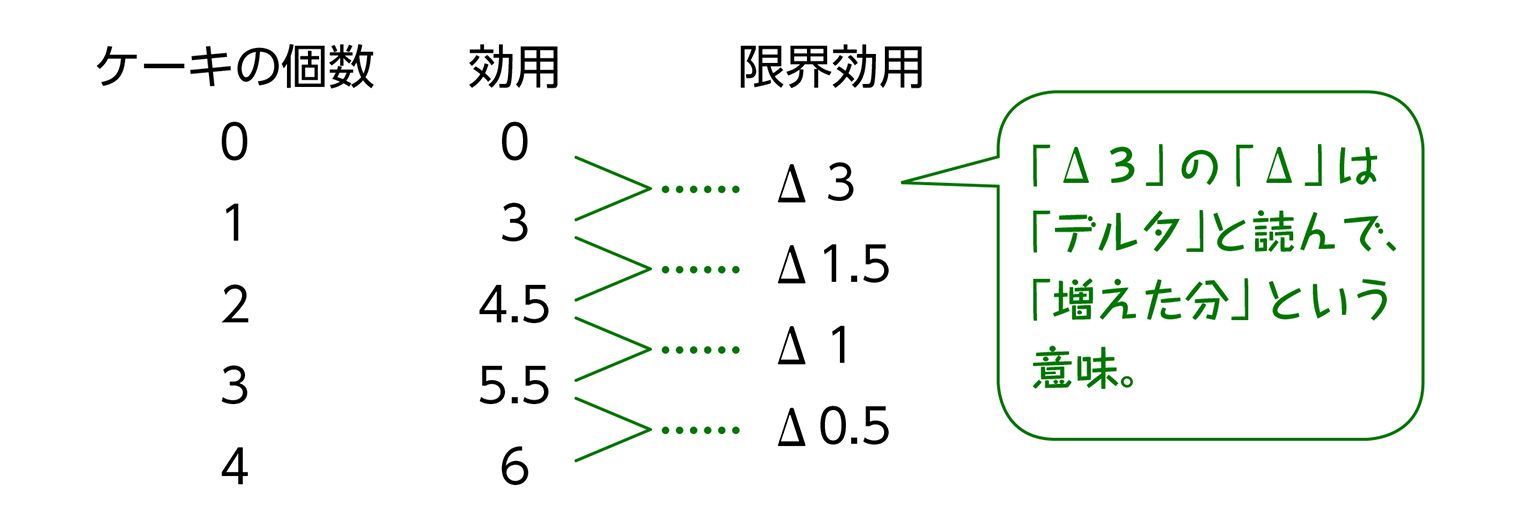 ケーキの個数 効用 限界効用
0 0
Δ 3
1 3
Δ 1.5
2 4.5
Δ 1
3 5.5
Δ 0.5
4 6
「Δ 3」の「Δ」は
「デルタ」と読んで、
「増えた分」という
意味。